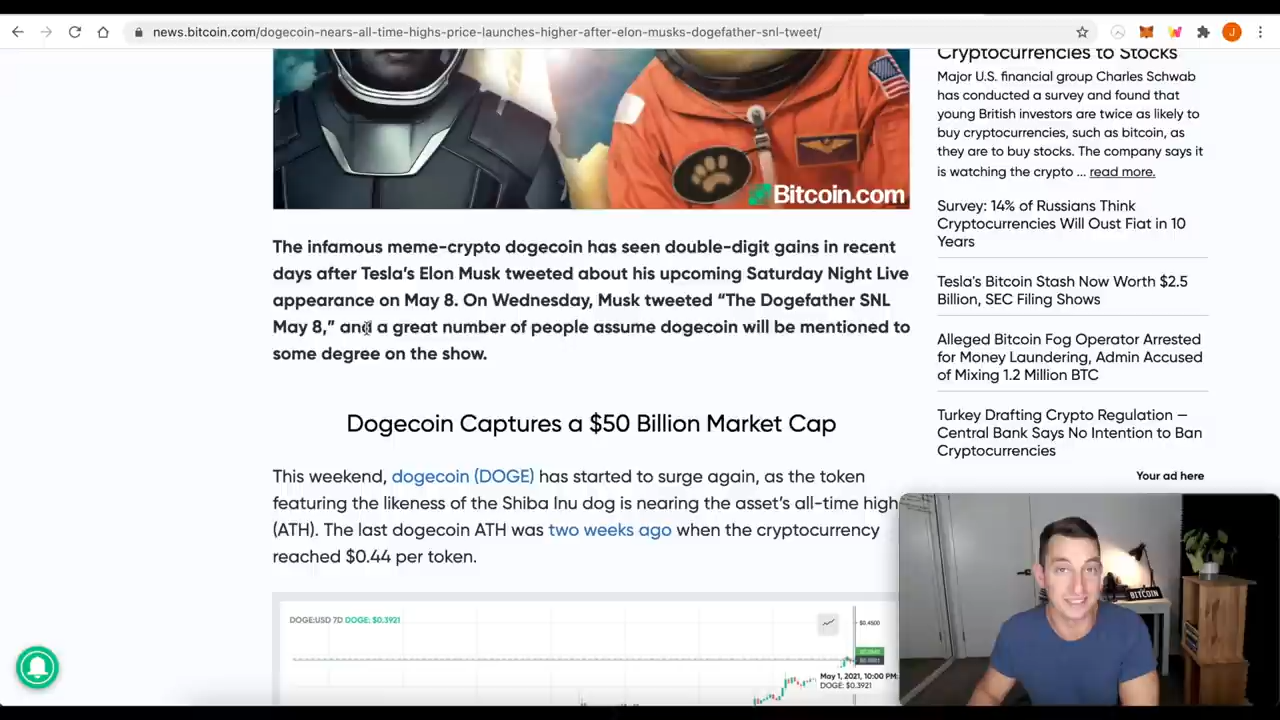 news.bitcoin.com/dogecoin-nears-all-time-highs-price-launches-higher-after-elon-musks-dogefather-snl-tweet/
J
Bitcoin.com
The infamous meme-crypto dogecoin has seen double-digit gains in recent
days after Tesla's Elon Musk tweeted about his upcoming Saturday Night Live
appearance on May 8. On Wednesday, Musk tweeted “The Dogefather SNL
May 8,” and a great number of people assume dogecoin will be mentioned to
some degree on the show.
Dogecoin Captures a $50 Billion Market Cap
This weekend, dogecoin (DOGE) has started to surge again, as the token
featuring the likeness of the Shiba Inu dog is nearing the asset's all-time high
(ATH). The last dogecoin ATH was two weeks ago when the cryptocurrency
reached $0.44 per token.
DOGE:USD 7D DOGE: $0.3921
$0.4500
May 1, 2021, 10:00 PM:
DOGE: $0.3921
Cryptocurrencies to Stocks
Major U.S. financial group Charles Schwab
has conducted a survey and found that
young British investors are twice as likely to
buy cryptocurrencies, such as bitcoin, as
they are to buy stocks. The company says it
is watching the crypto ... read more.
Survey: 14% of Russians Think
Cryptocurrencies Will Oust Fiat in 10
Years
Tesla's Bitcoin Stash Now Worth $2.5
Billion, SEC Filing Shows
Alleged Bitcoin Fog Operator Arrested
for Money Laundering, Admin Accused
of Mixing 1.2 Million BTC
Turkey Drafting Crypto Regulation —
Central Bank Says No Intention to Ban
Cryptocurrencies
Your ad here
BITCOIN